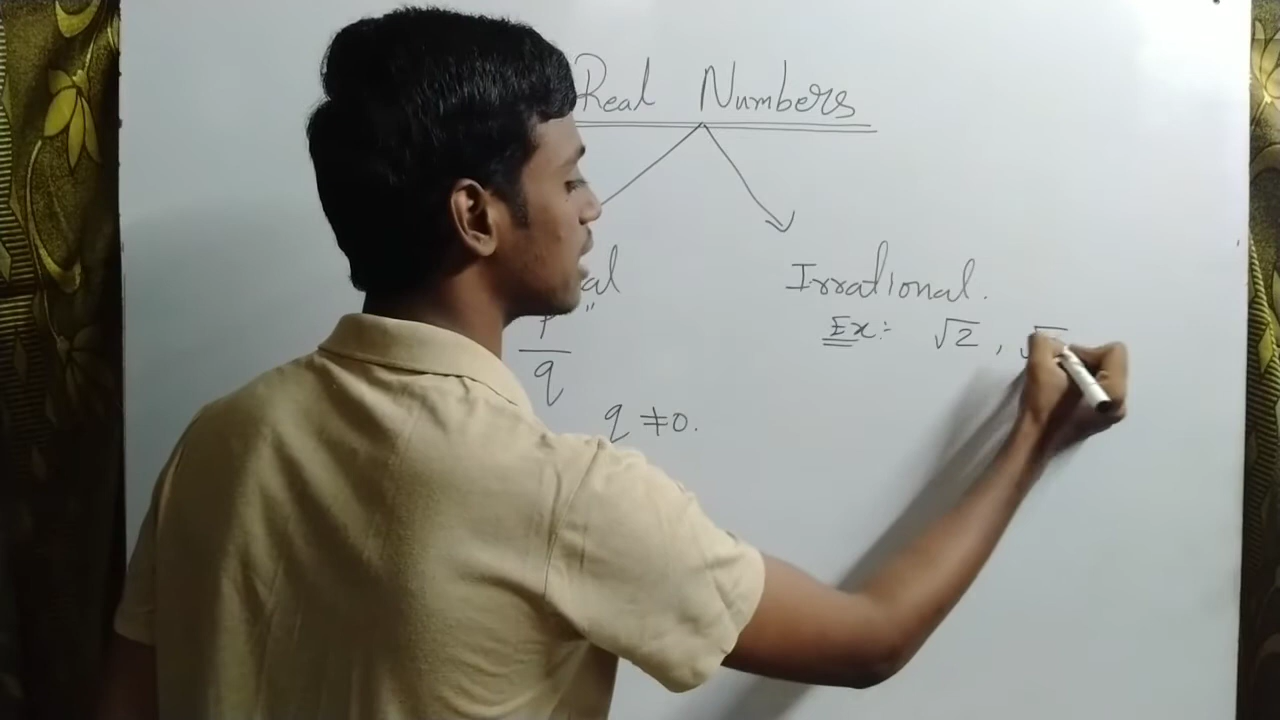 Real Numbers
al
Irrational.
Ex:- √2, √
p/q
q ≠ 0.